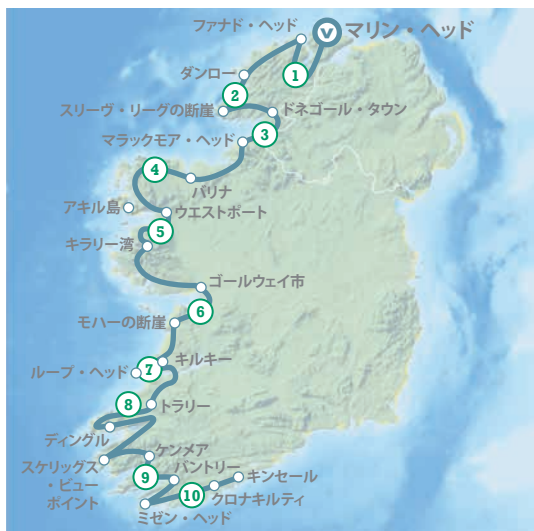 ファナド・ヘッド
マリン・ヘッド
V
1
ダンロー
2
スリーヴ・リーグの断崖
ドネゴール・タウン
3
マラックモア・ヘッド
4
バリナ
アキル島
ウエストポート
5
キラリー湾
ゴールウェイ市
6
モハーの断崖
キルキー
ループ・ヘッド
7
8
トラリー
ディングル
ケンメア
スケリッグス
・ビュー
ポイント
9
バントリー
キンセール
10
クロナキルティ
ミゼン・ヘッド